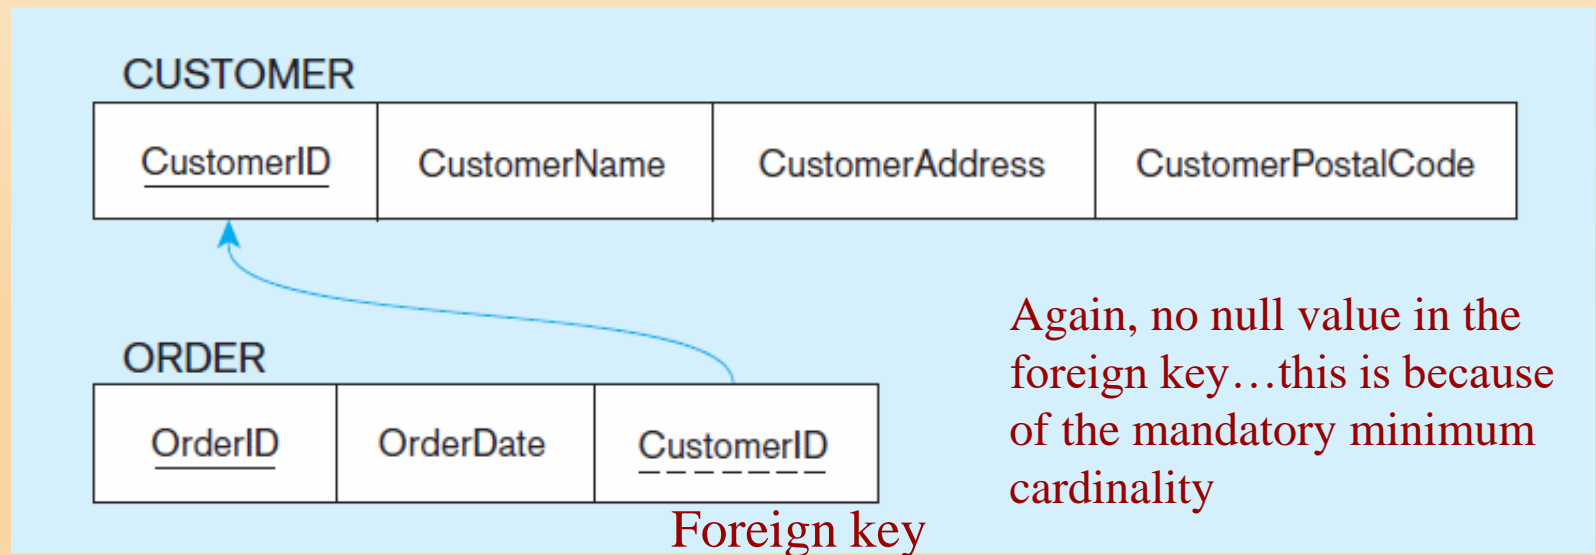 CUSTOMER
CustomerID CustomerName CustomerAddress CustomerPostalCode
ORDER
OrderID OrderDate CustomerID
Foreign key
Again, no null value in the
foreign key…this is because
of the mandatory minimum
cardinality